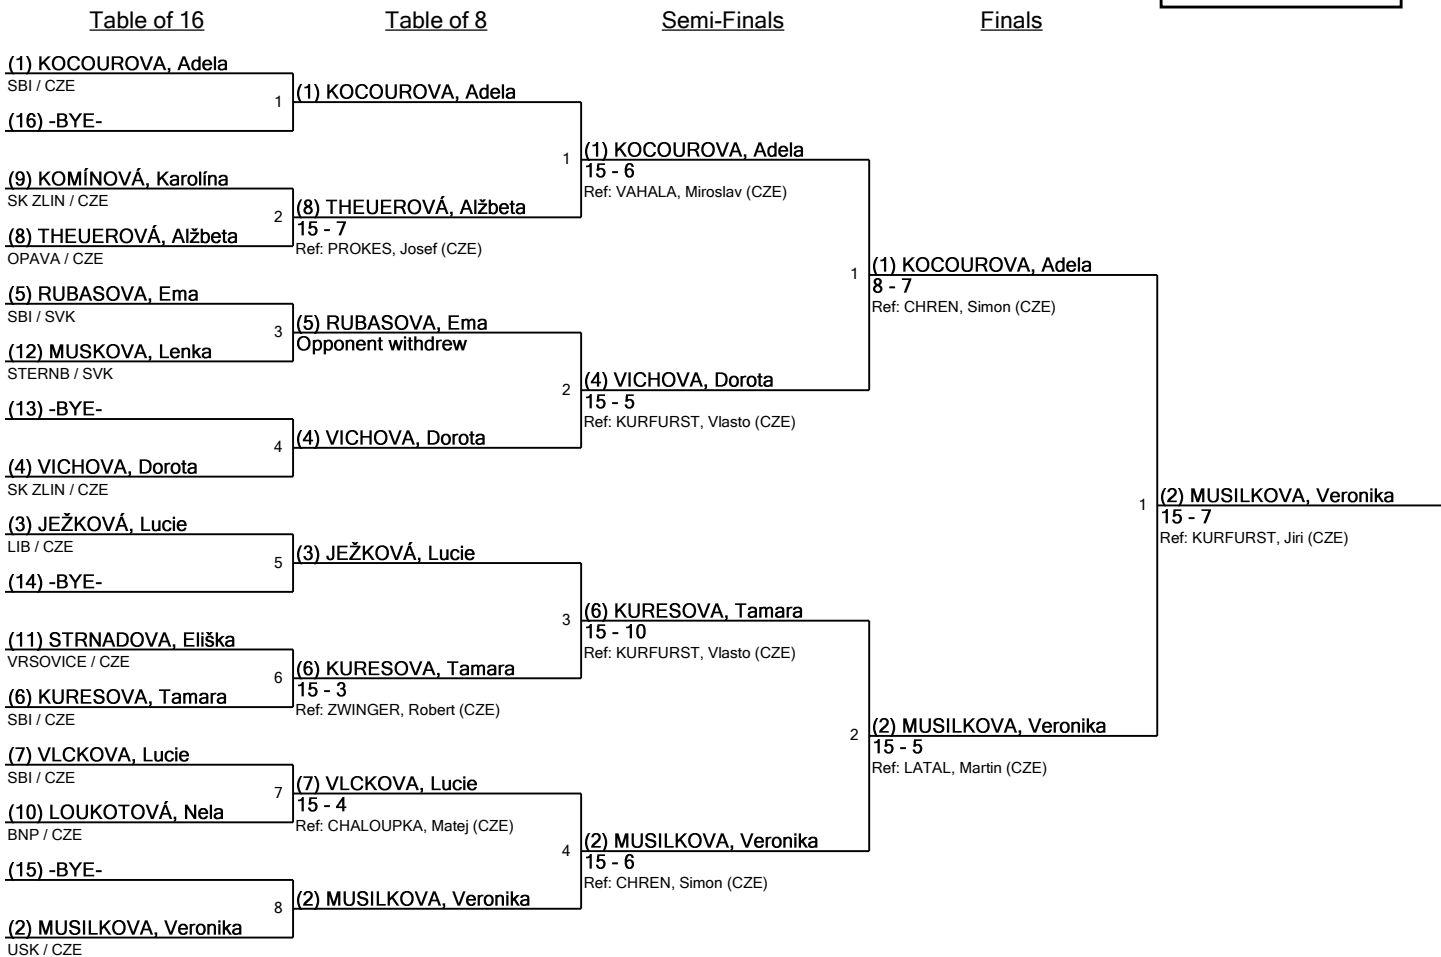 Table of 16
Table of 8
Semi-Finals
Finals
(1) KOCOUROVA, Adela
SBI / CZE
(16) -BYE-
(9) KOMÍNOVÁ, Karolína
SK ZLIN / CZE
(8) THEUEROVÁ, Alžbeta
OPAVA / CZE
(5) RUBASOVA, Ema
SBI / SVK
(12) MUSKOVA, Lenka
STERNB / SVK
(13) -BYE-
(4) VICHOVA, Dorota
SK ZLIN / CZE
(3) JEŽKOVÁ, Lucie
LIB / CZE
(14) -BYE-
(11) STRNADOVA, Eliška
VRSOVICE / CZE
(6) KURESOVA, Tamara
SBI / CZE
(7) VLCKOVA, Lucie
SBI / CZE
(10) LOUKOTOVÁ, Nela
BNP / CZE
(15) -BYE-
(2) MUSILKOVA, Veronika
USK / CZE
1
(1) KOCOUROVA, Adela
2
(8) THEUEROVÁ, Alžbeta
15 - 7
Ref: PROKES, Josef (CZE)
3
(5) RUBASOVA, Ema
Opponent withdrew
4
(4) VICHOVA, Dorota
5
(3) JEŽKOVÁ, Lucie
6
(6) KURESOVA, Tamara
15 - 3
Ref: ZWINGER, Robert (CZE)
7
(7) VLCKOVA, Lucie
15 - 4
Ref: CHALOUPKA, Matej (CZE)
8
(2) MUSILKOVA, Veronika
1
(1) KOCOUROVA, Adela
15 - 6
Ref: VAHALA, Miroslav (CZE)
2
(4) VICHOVA, Dorota
15 - 5
Ref: KURFURST, Vlasto (CZE)
3
(6) KURESOVA, Tamara
15 - 10
Ref: KURFURST, Vlasto (CZE)
4
(2) MUSILKOVA, Veronika
15 - 6
Ref: CHREN, Simon (CZE)
1
(1) KOCOUROVA, Adela
8 - 7
Ref: CHREN, Simon (CZE)
2
(2) MUSILKOVA, Veronika
15 - 5
Ref: LATAL, Martin (CZE)
1
(2) MUSILKOVA, Veronika
15 - 7
Ref: KURFURST, Jiri (CZE)